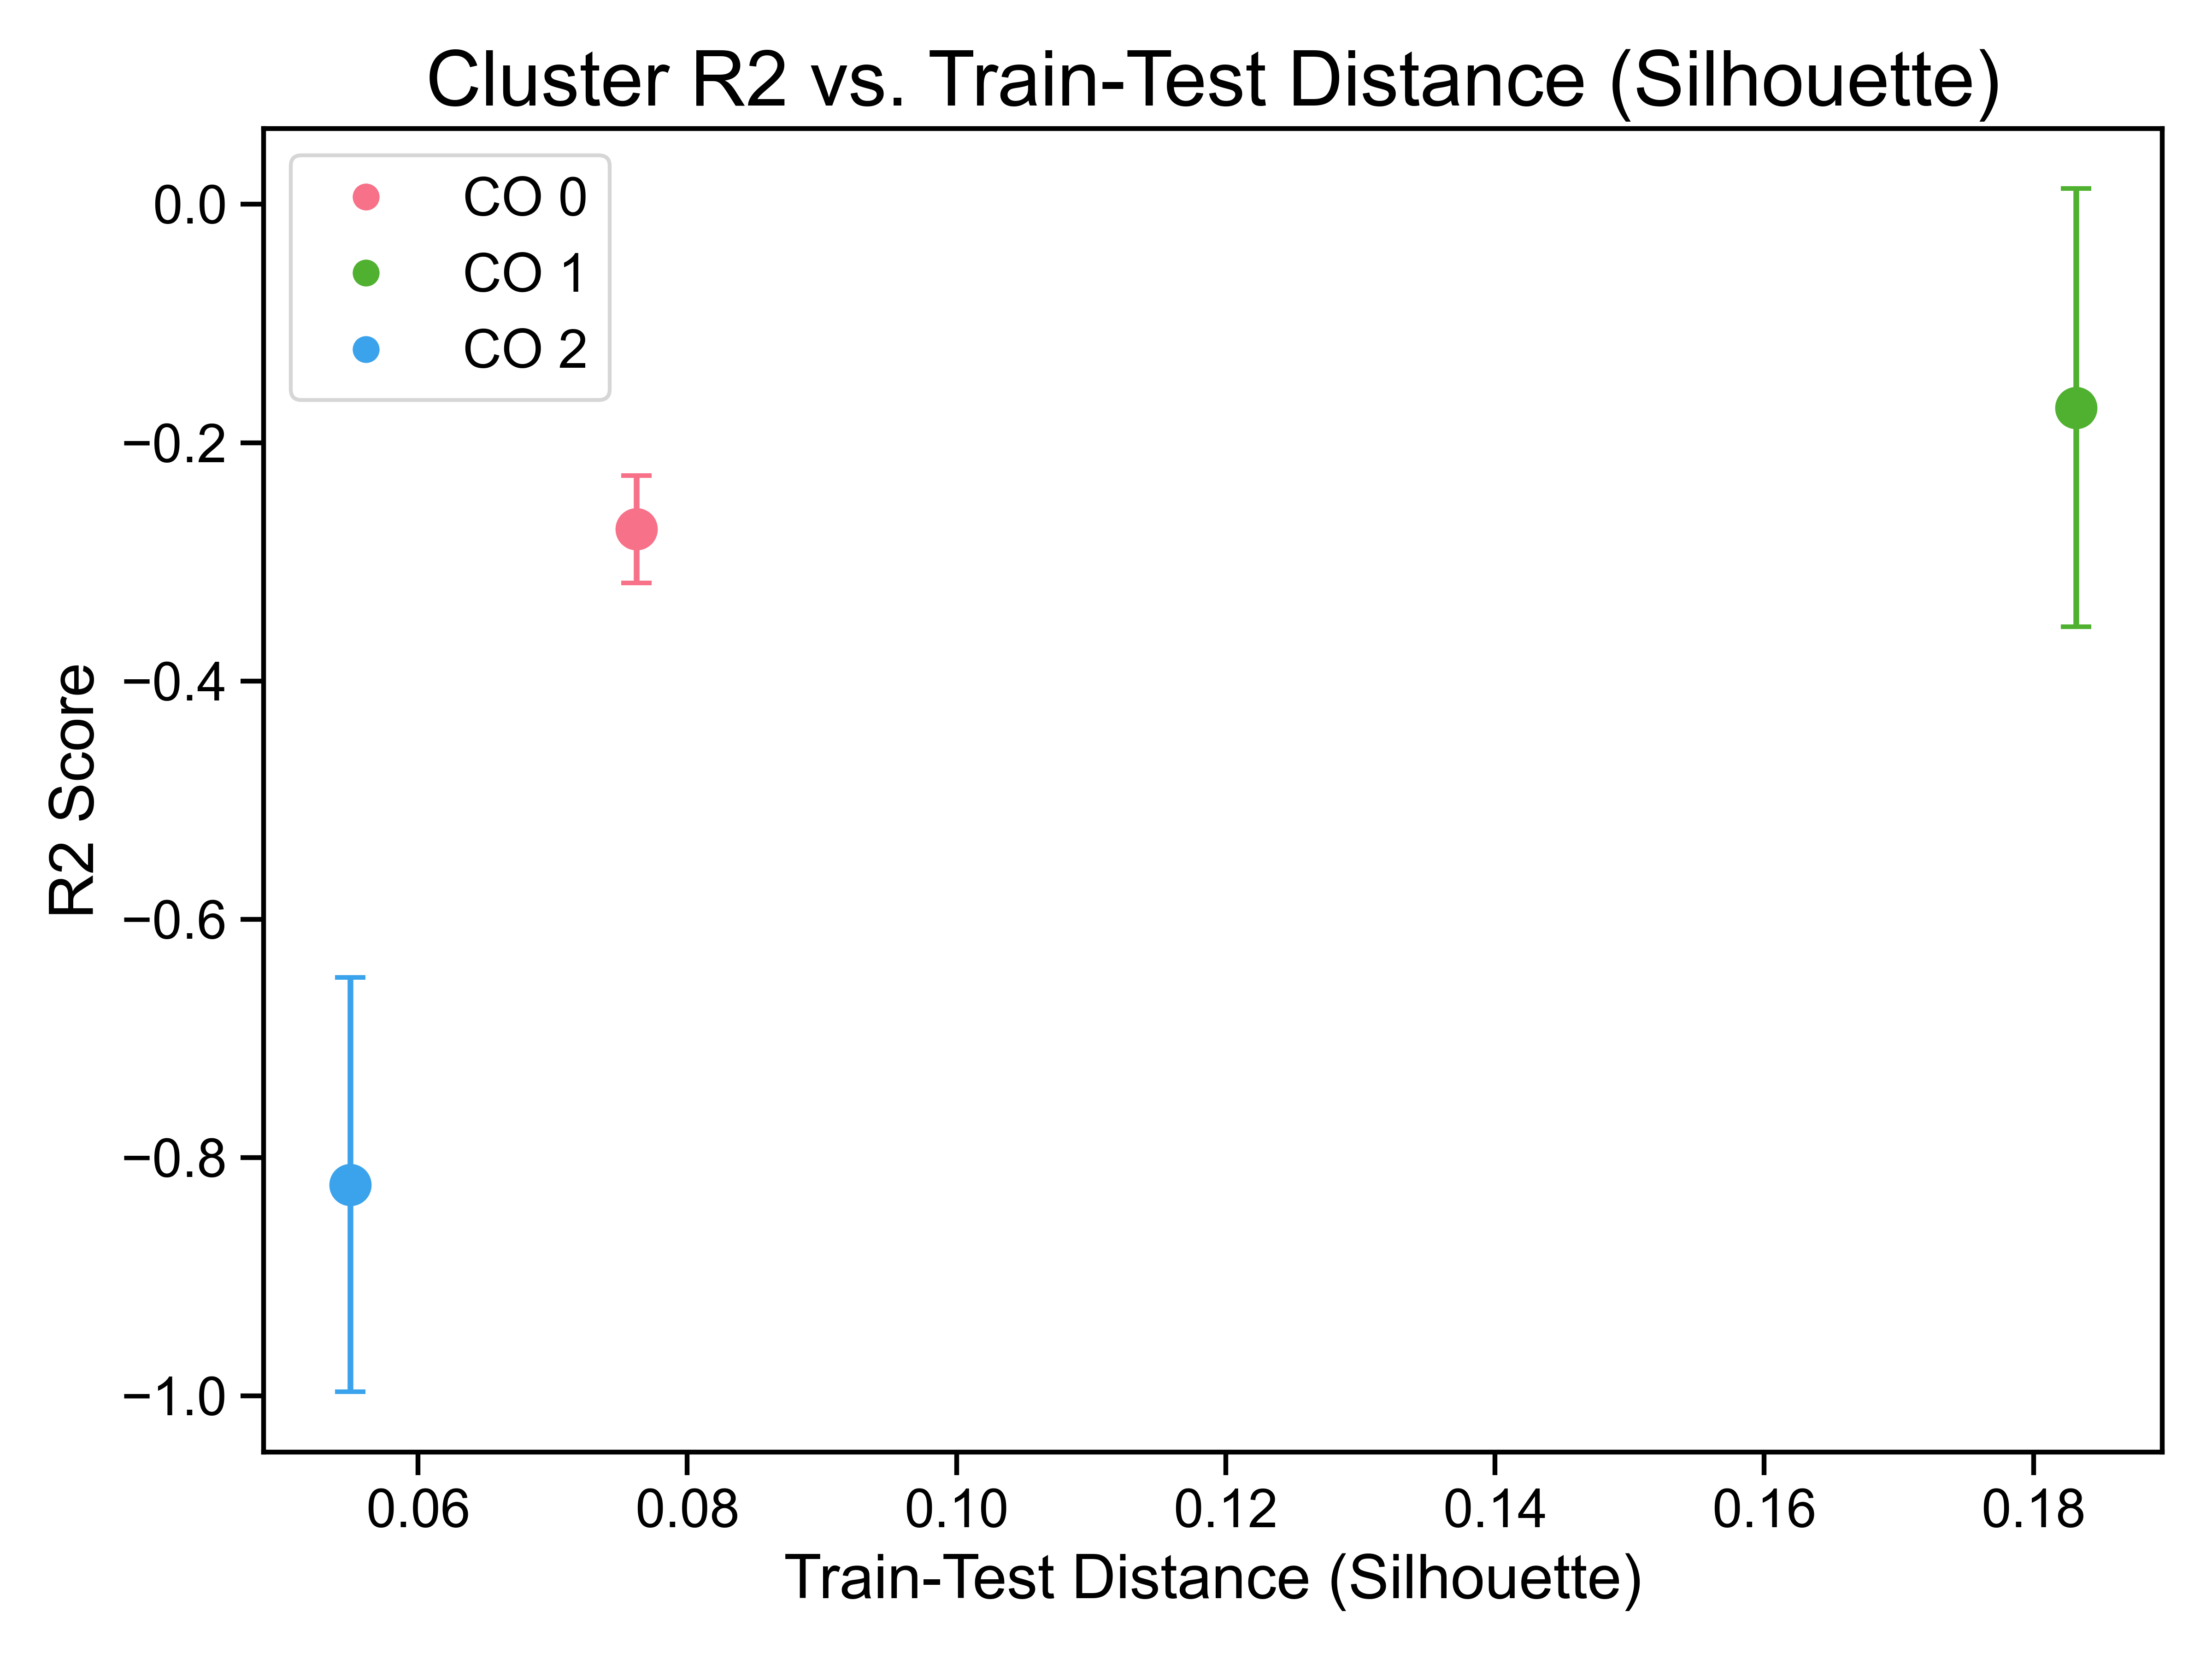 Cluster R2 vs. Train-Test Distance (Silhouette)
CO 0
CO 1
CO 2
0.0
−0.2
−0.4
−0.6
−0.8
−1.0
R2 Score
0.06 0.08 0.10 0.12 0.14 0.16 0.18
Train-Test Distance (Silhouette)